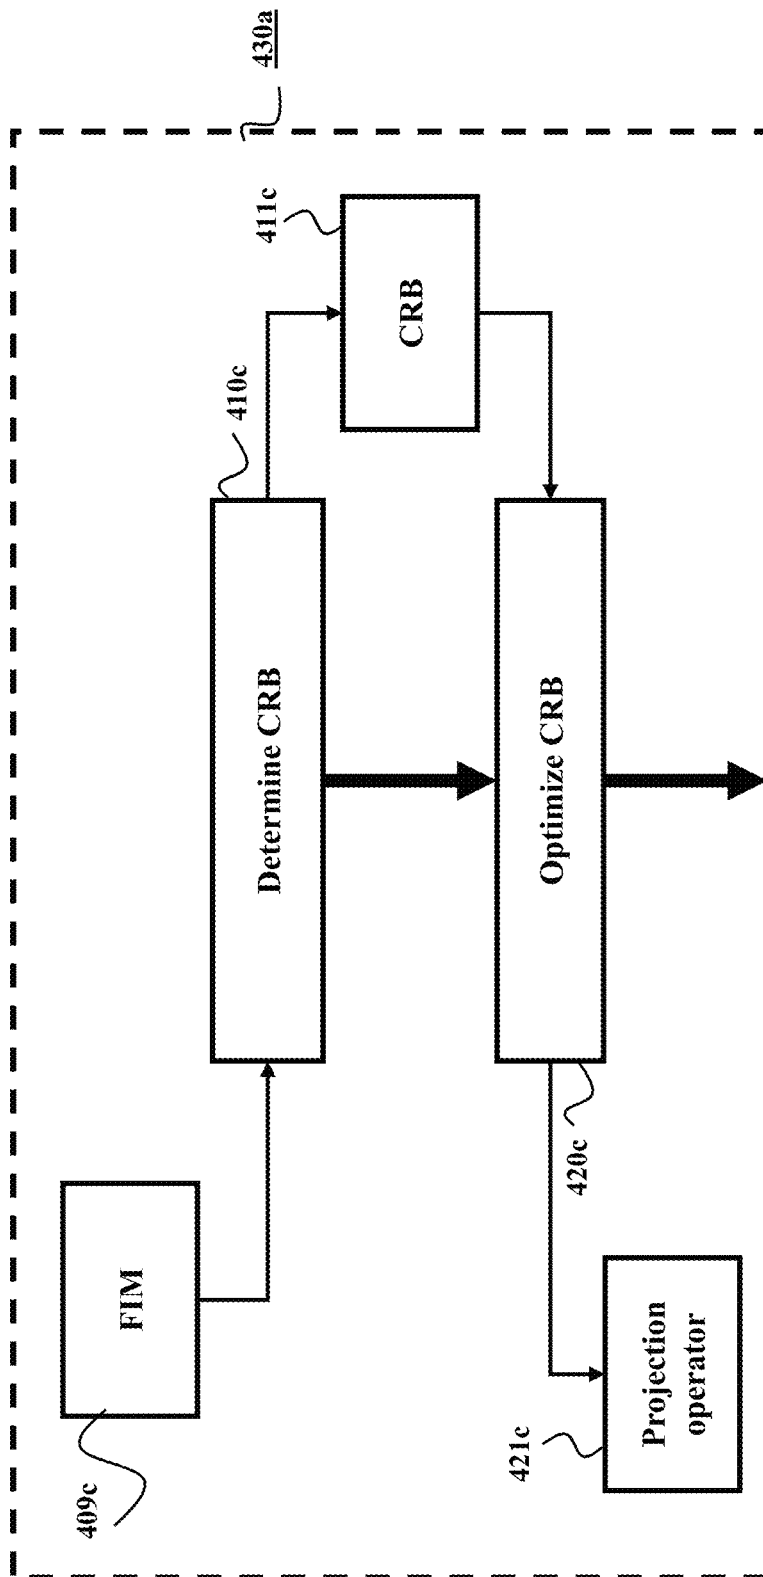 430a
FIM
409c
Determine CRB
410c
CRB
411c
Optimize CRB
420c
Projection
operator
421c